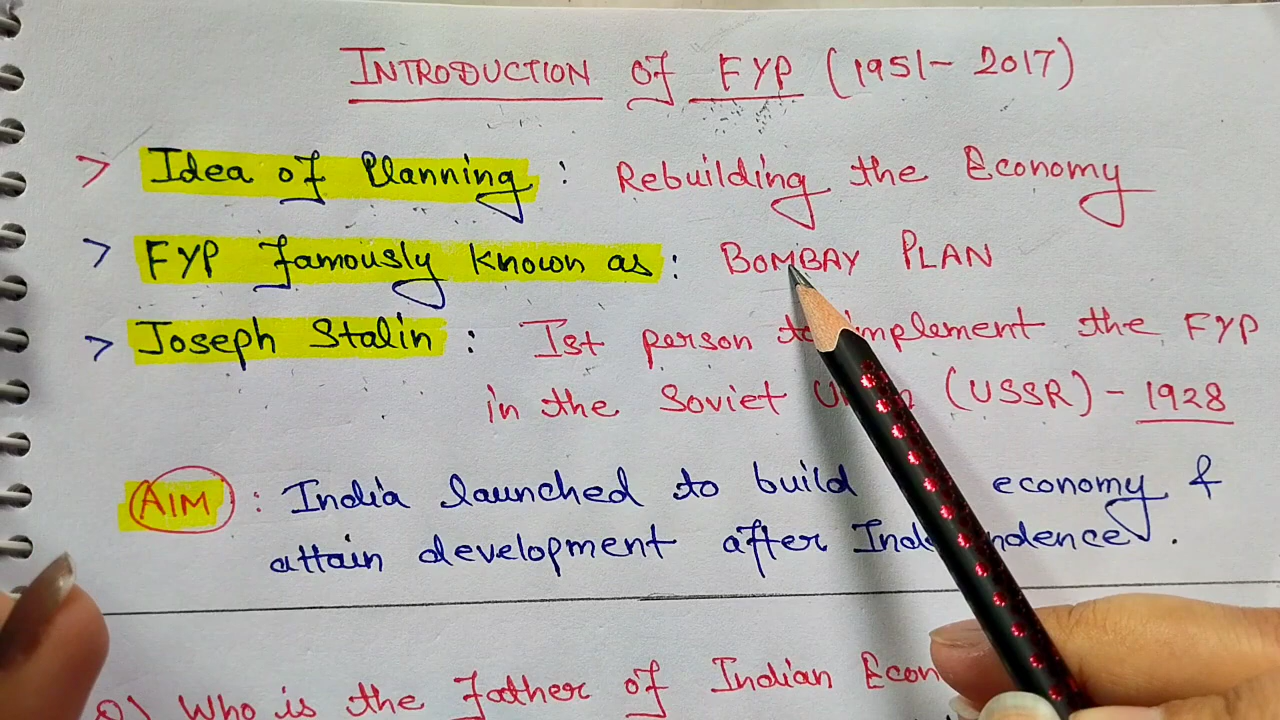 INTRODUCTION OF FYP (1951- 2017)
> Idea of Planning : Rebuilding the Economy
> FYP famously known as : BOMBAY PLAN
> Joseph Stalin : Ist person to implement the FYP
in the Soviet (USSR) - 1928
AIM : India launched to build economy &
attain development after .
Q) Who is the father of Indian